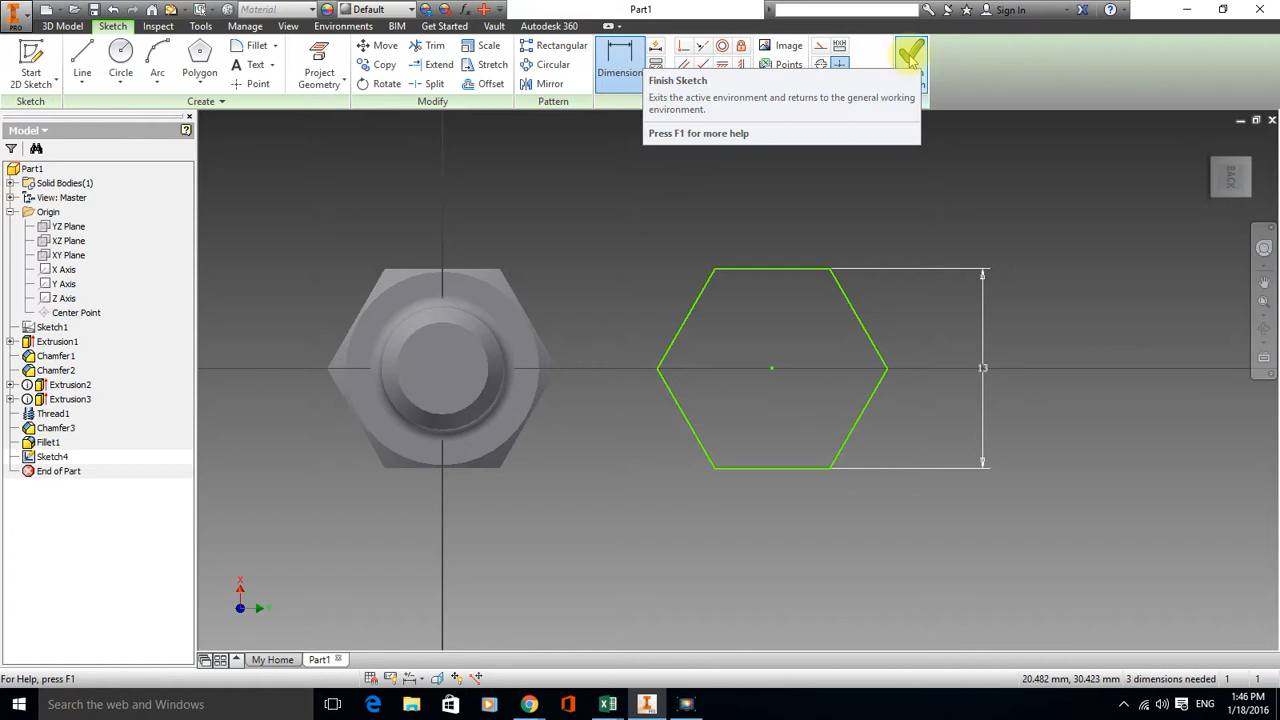 Material
Default
Part1
Sign In
PRO
3D Model
Sketch
Inspect
Tools
Manage
View
Environments
BIM
Get Started
Vault
Autodesk 360
Start
2D Sketch
Line
Circle
Arc
Polygon
Fillet
Text
Point
Project
Geometry
Move
Copy
Rotate
Trim
Extend
Split
Scale
Stretch
Offset
Rectangular
Circular
Mirror
Dimension
Image
Points
Sketch
Create
Modify
Pattern
Finish Sketch
Exits the active environment and returns to the general working
environment.
Press F1 for more help
Model
Part1
Solid Bodies(1)
View: Master
Origin
YZ Plane
XZ Plane
XY Plane
X Axis
Y Axis
Z Axis
Center Point
Sketch1
Extrusion1
Chamfer1
Chamfer2
Extrusion2
Extrusion3
Thread1
Chamfer3
Fillet1
Sketch4
End of Part
BACK
13
X
Y
My Home
Part1
For Help, press F1
20.482 mm, 30.423 mm
3 dimensions needed
1
1
Search the web and Windows
ENG
1:46 PM
1/18/2016